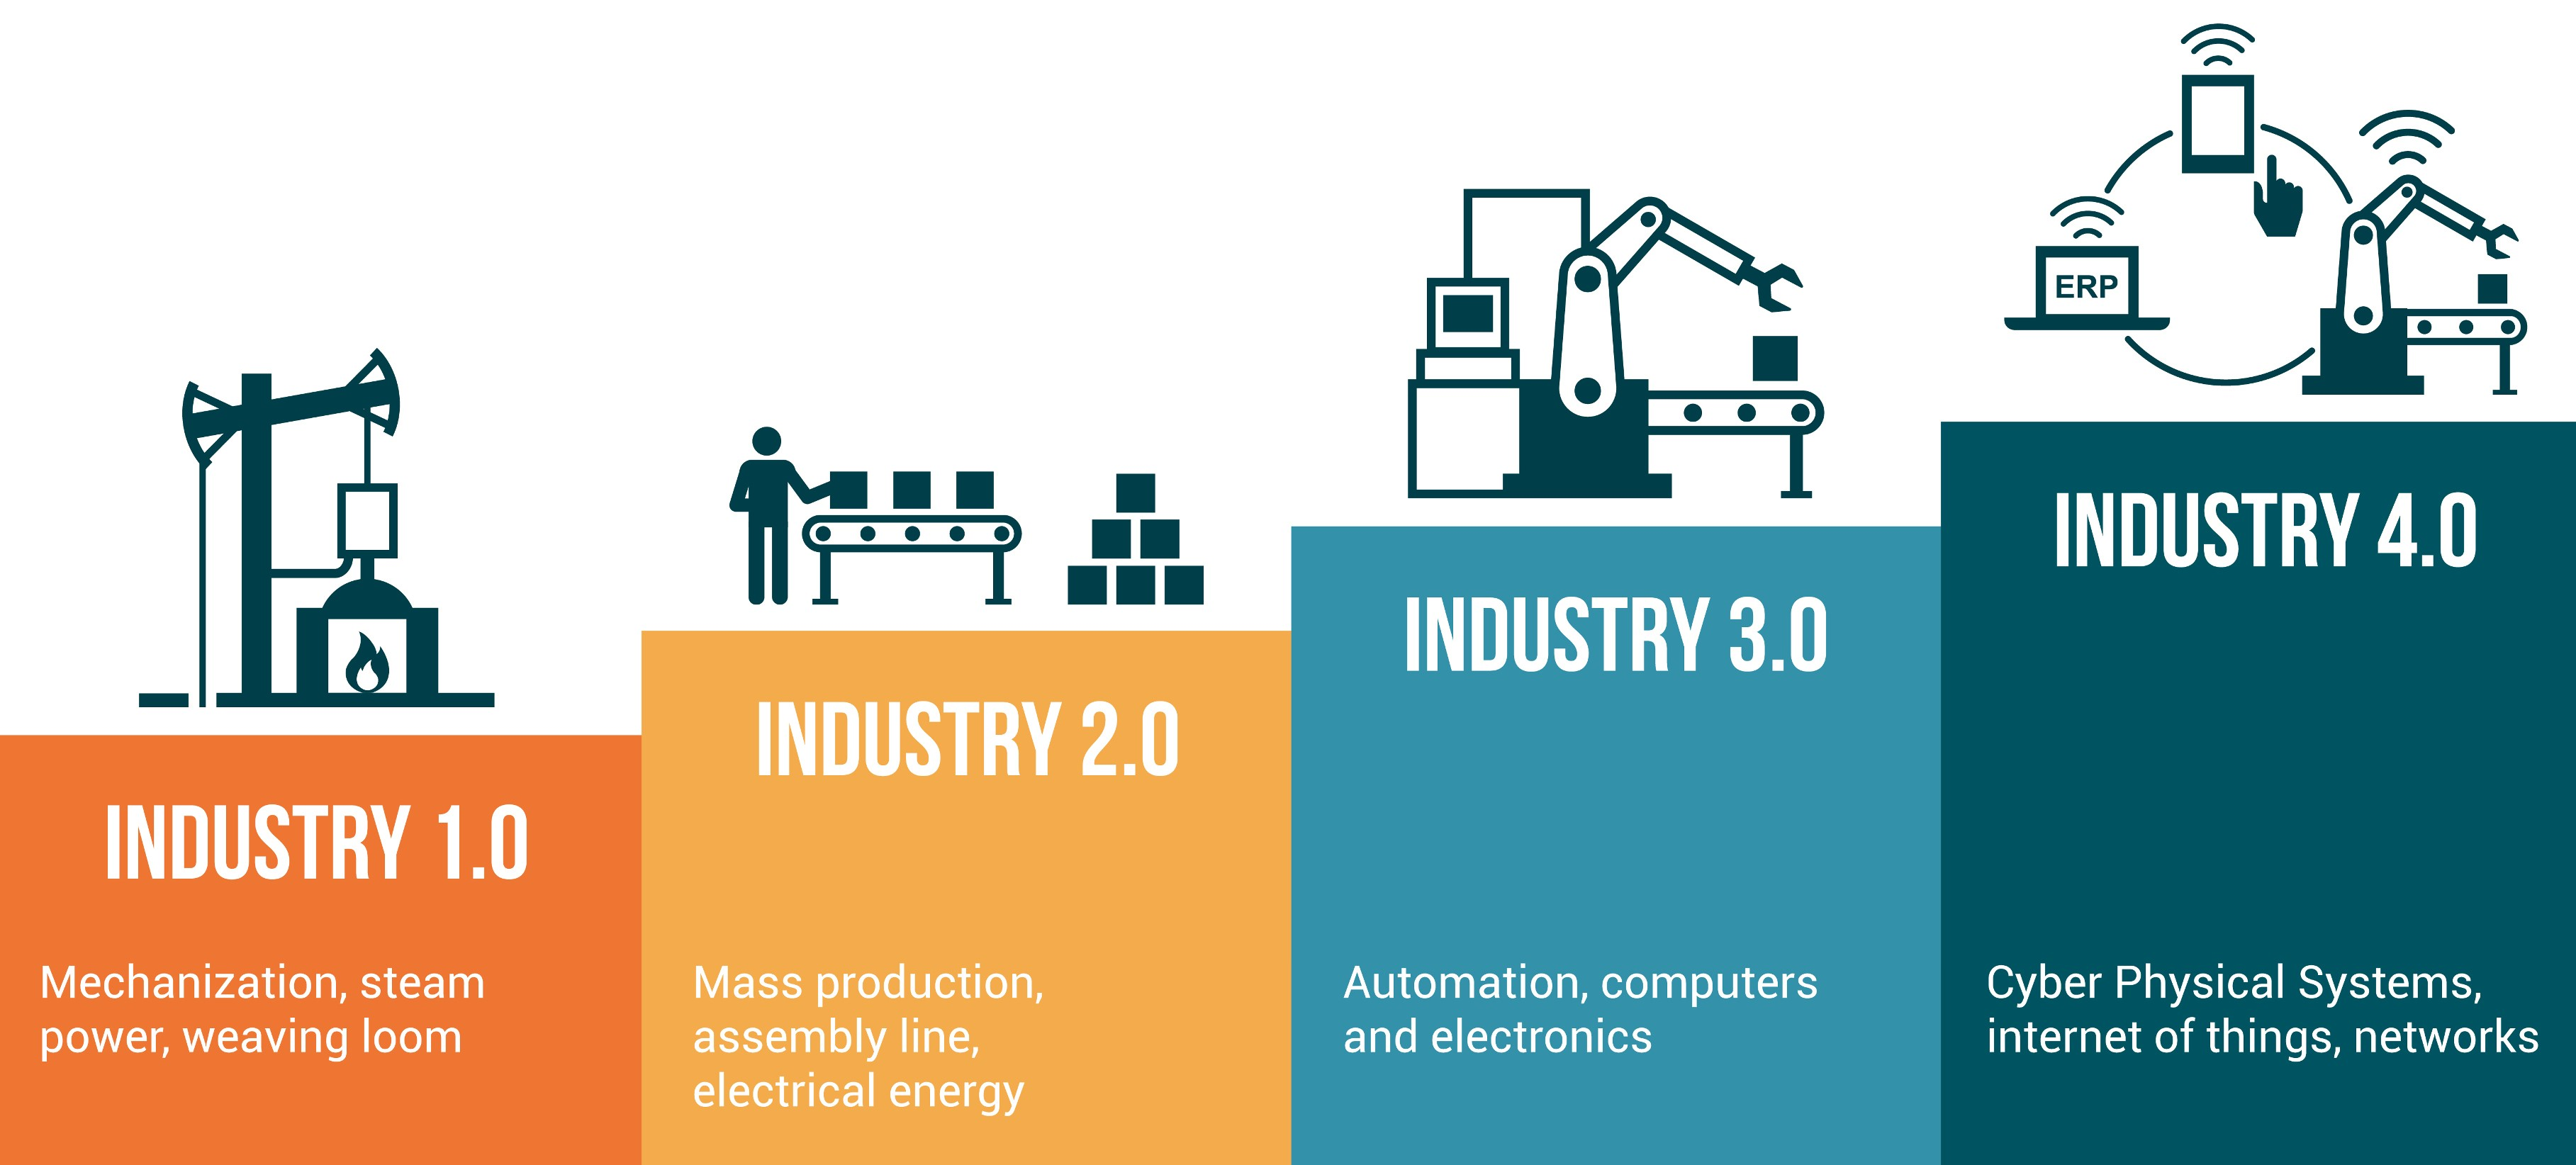 ERP
INDUSTRY 1.0
Mechanization, steam
power, weaving loom
INDUSTRY 2.0
Mass production,
assembly line,
electrical energy
INDUSTRY 3.0
Automation, computers
and electronics
INDUSTRY 4.0
Cyber Physical Systems,
internet of things, networks